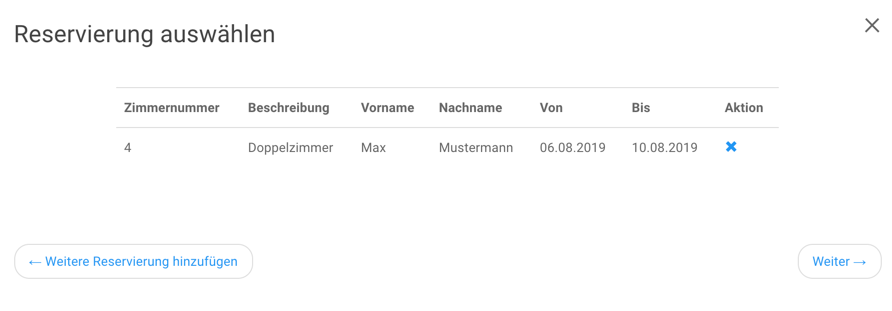 Reservierung auswählen
Zimmernummer Beschreibung Vorname Nachname Von Bis Aktion
4 Doppelzimmer Max Mustermann 06.08.2019 10.08.2019
← Weitere Reservierung hinzufügen Weiter →